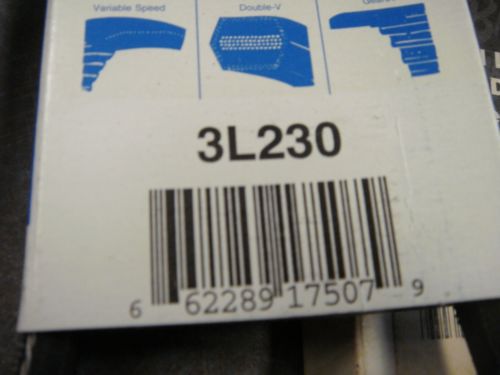 Variable Speed Double-V
3L230
6 62289 17507 9